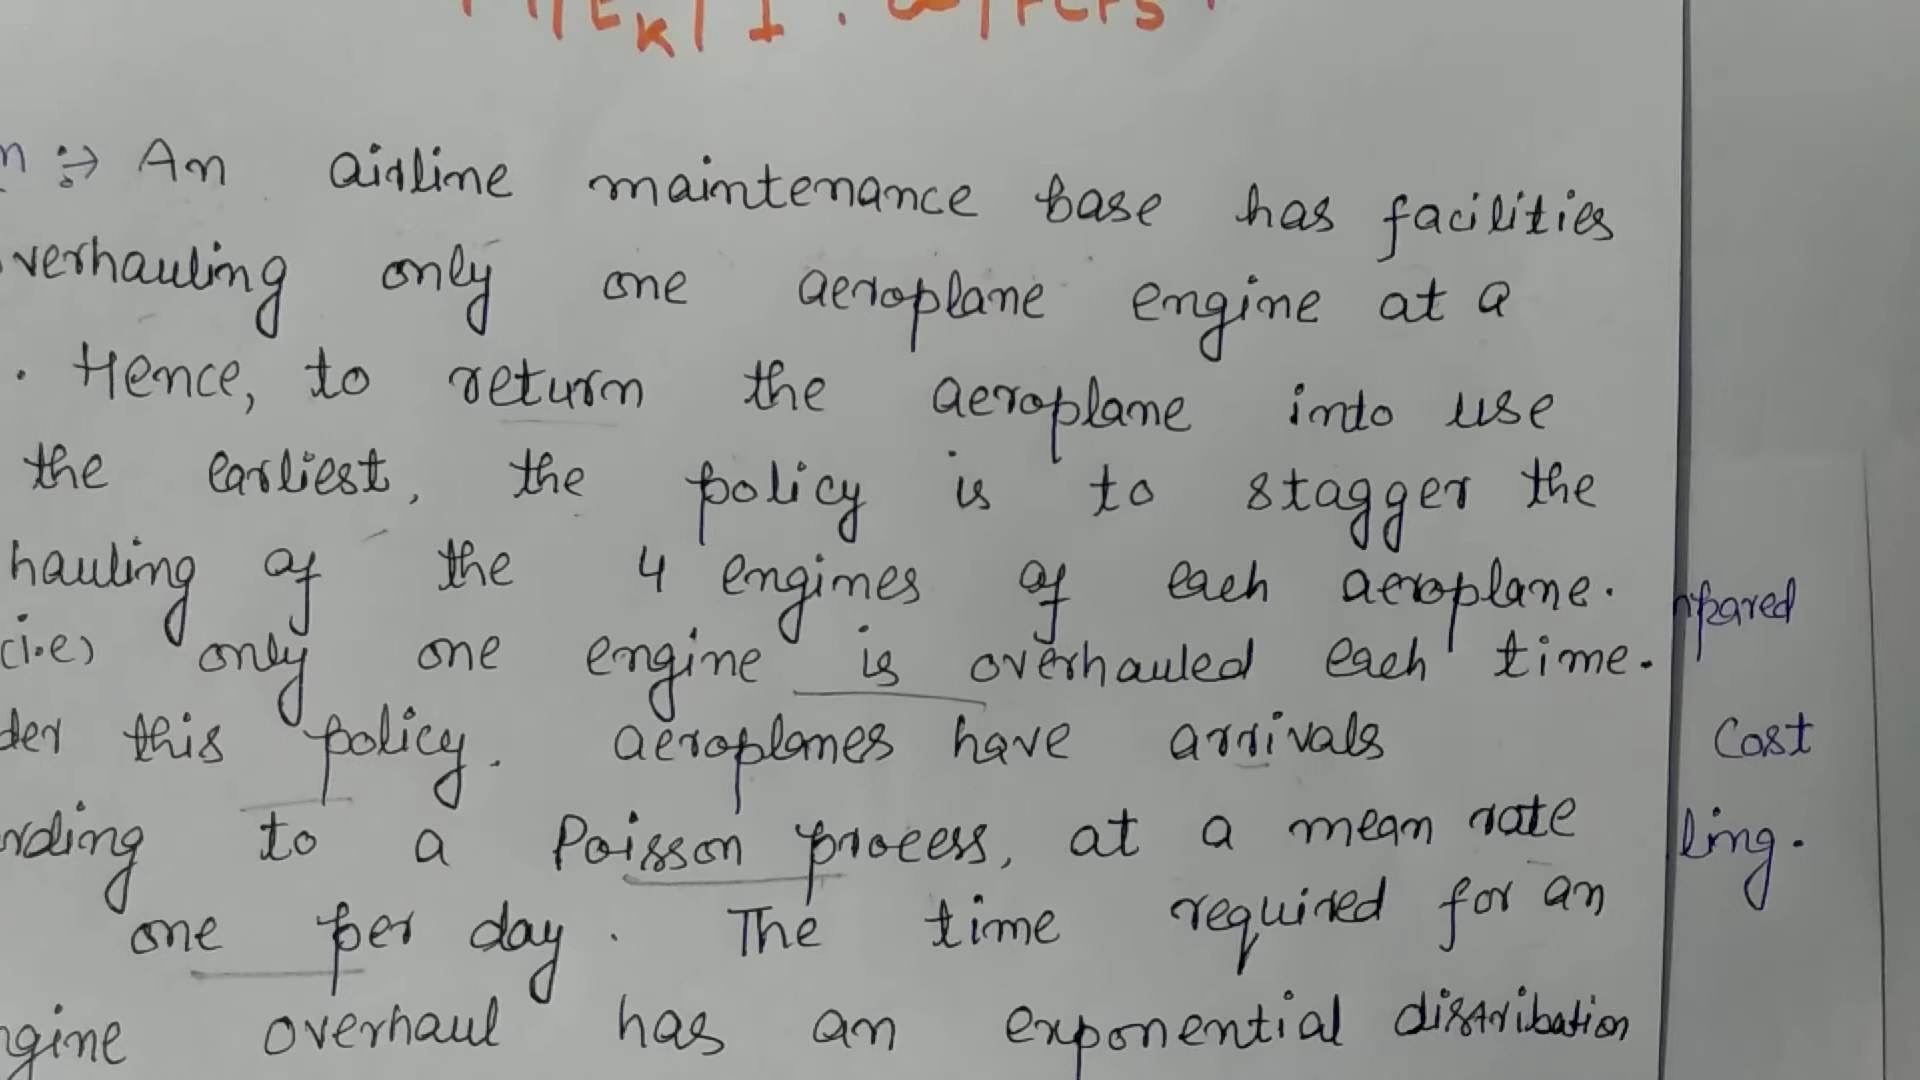 /Ek/1 : ∞/FCFS
An airline maintenance base has facilities
verhauling only one aeroplane engine at a
. Hence, to return the aeroplane into use
the earliest, the policy is to stagger the
hauling of the 4 engines of each aeroplane.
(i.e) only one engine is overhauled each time.
der this policy. aeroplanes have arrivals
rding to a Poisson process, at a mean rate
one per day. The time required for an
gine overhaul has an exponential distribution
pared
Cost
ling.